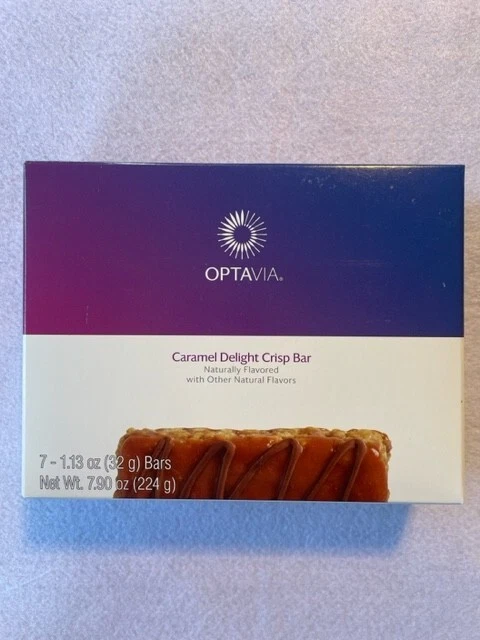 OPTAVIA®
Caramel Delight Crisp Bar
Naturally Flavored
with Other Natural Flavors
7 - 1.13 oz (32 g) Bars
Net Wt. 7.90 oz (224 g)